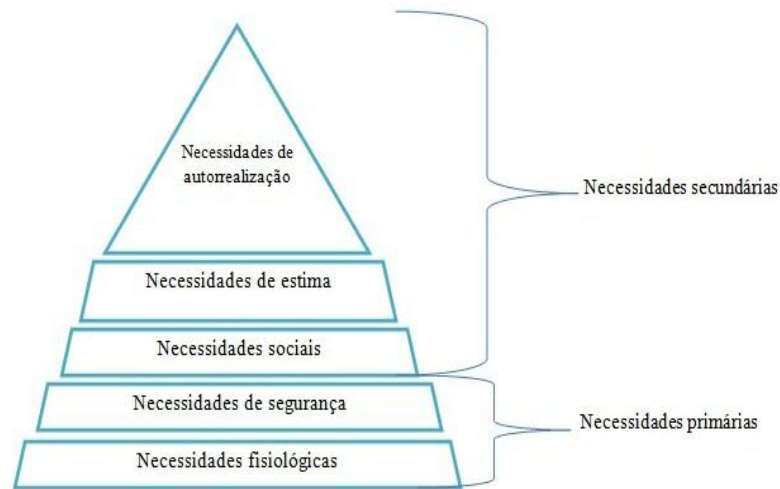 Necessidades de
autorrealização
Necessidades secundárias
Necessidades de estima
Necessidades sociais
Necessidades de segurança
Necessidades primárias
Necessidades fisiológicas